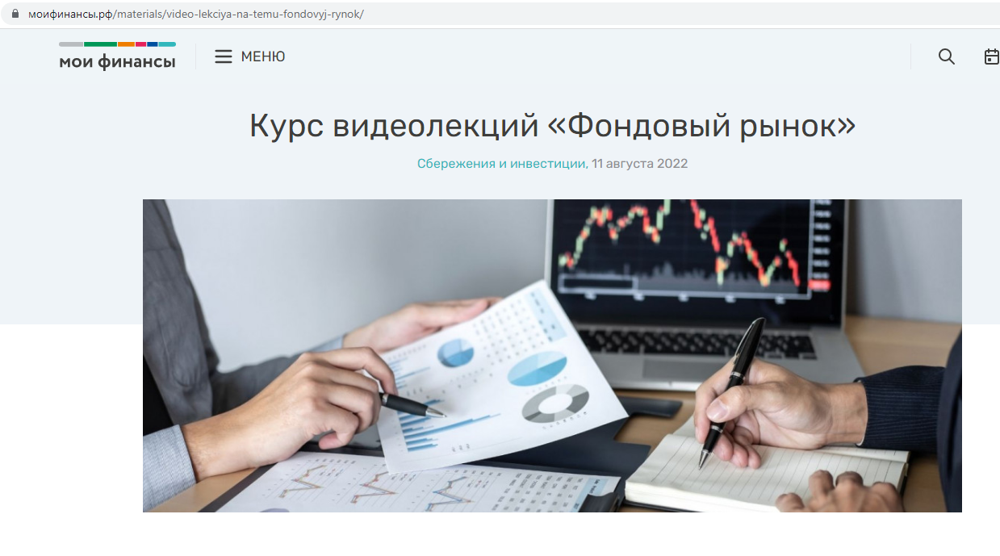 моифинансы.рф/materials/video-lekciya-na-temu-fondovyj-rynok/
мои финансы
МЕНЮ
Курс видеолекций «Фондовый рынок»
Сбережения и инвестиции, 11 августа 2022